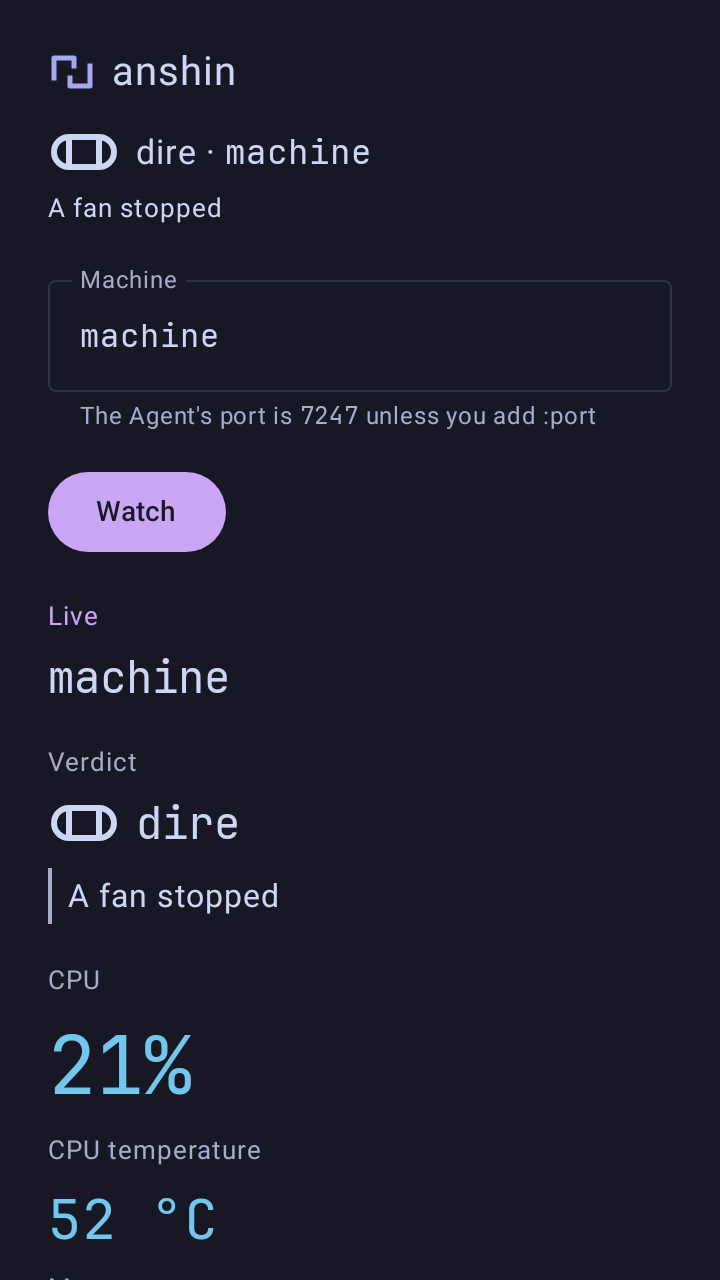 anshin
dire · machine
A fan stopped
Machine
machine
The Agent's port is 7247 unless you add :port
Watch
Live
machine
Verdict
dire
A fan stopped
CPU
21%
CPU temperature
52 °C